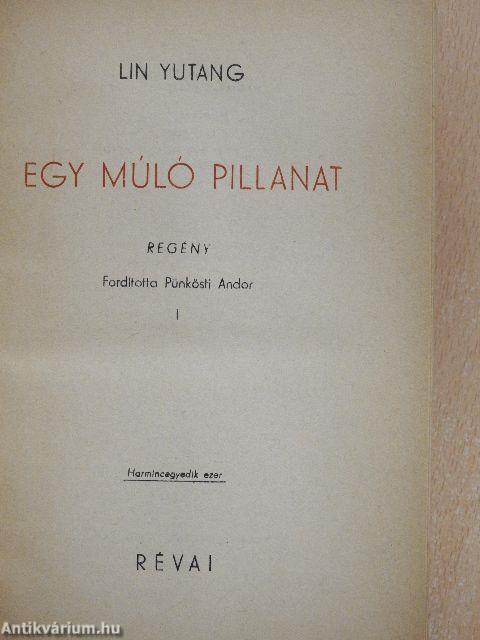 LIN YUTANG
EGY MÚLÓ PILLANAT
REGÉNY
Fordította Pünkösti Andor
I
Harmincegyedik ezer
RÉVAI
Antikvárium.hu